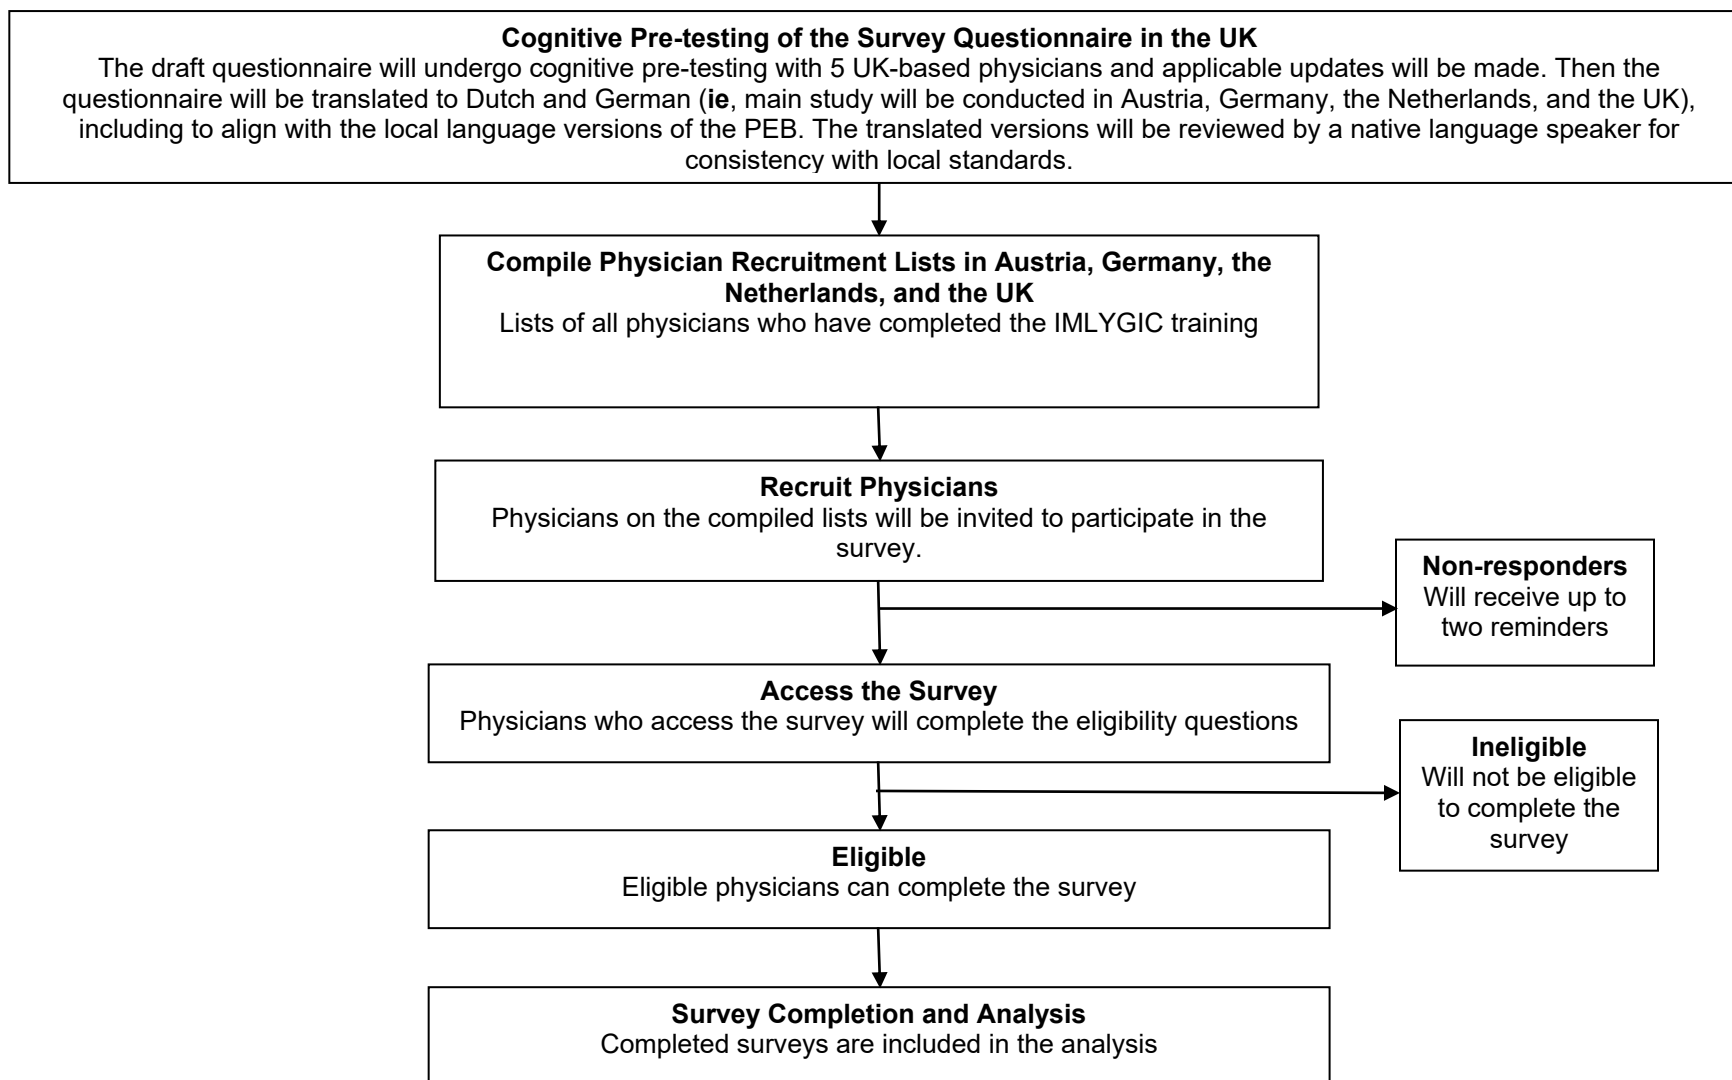 Cognitive Pre-testing of the Survey Questionnaire in the UK
The draft questionnaire will undergo cognitive pre-testing with 5 UK-based physicians and applicable updates will be made. Then the
questionnaire will be translated to Dutch and German (ie, main study will be conducted in Austria, Germany, the Netherlands, and the UK),
including to align with the local language versions of the PEB. The translated versions will be reviewed by a native language speaker for
consistency with local standards.
Compile Physician Recruitment Lists in Austria, Germany, the
Netherlands, and the UK
Lists of all physicians who have completed the IMLYGIC training
Recruit Physicians
Physicians on the compiled lists will be invited to participate in the
survey.
Non-responders
Will receive up to
two reminders
Access the Survey
Physicians who access the survey will complete the eligibility questions
Ineligible
Will not be eligible
to complete the
survey
Eligible
Eligible physicians can complete the survey
Survey Completion and Analysis
Completed surveys are included in the analysis